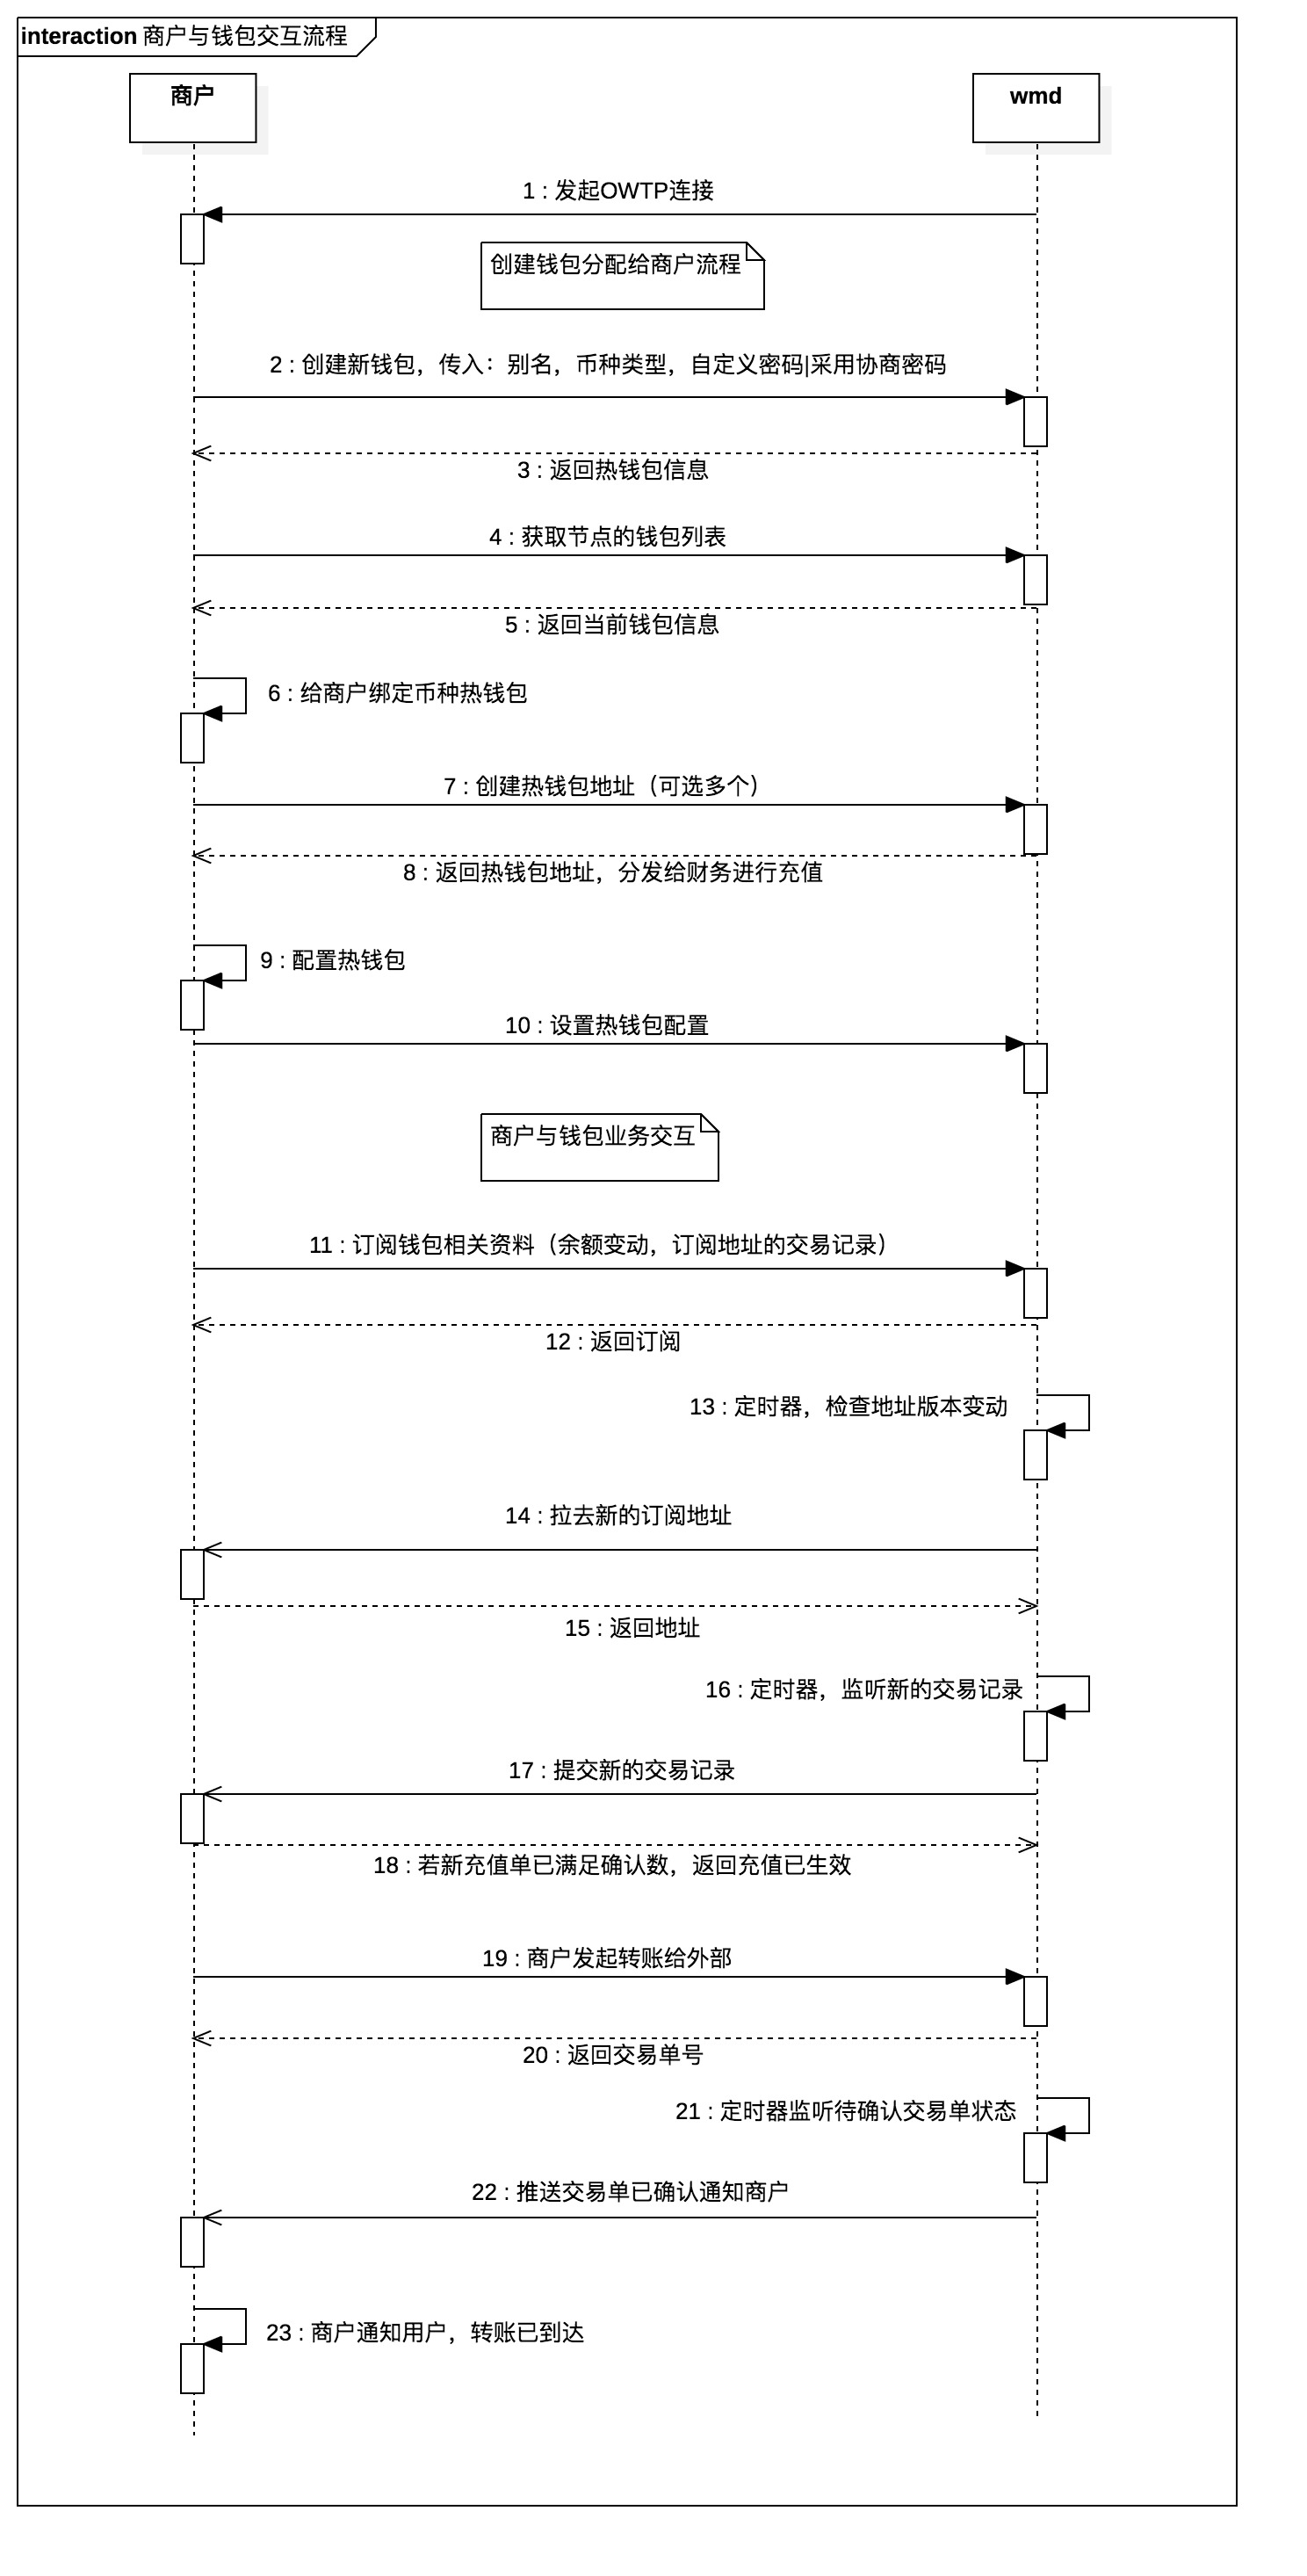 interaction 商户与钱包交互流程
商户
wmd
1 : 发起OWTP连接
创建钱包分配给商户流程
2 : 创建新钱包，传入：别名，币种类型，自定义密码|采用协商密码
3 : 返回热钱包信息
4 : 获取节点的钱包列表
5 : 返回当前钱包信息
6 : 给商户绑定币种热钱包
7 : 创建热钱包地址（可选多个）
8 : 返回热钱包地址，分发给财务进行充值
9 : 配置热钱包
10 : 设置热钱包配置
商户与钱包业务交互
11 : 订阅钱包相关资料（余额变动，订阅地址的交易记录）
12 : 返回订阅
13 : 定时器，检查地址版本变动
14 : 拉去新的订阅地址
15 : 返回地址
16 : 定时器，监听新的交易记录
17 : 提交新的交易记录
18 : 若新充值单已满足确认数，返回充值已生效
19 : 商户发起转账给外部
20 : 返回交易单号
21 : 定时器监听待确认交易单状态
22 : 推送交易单已确认通知商户
23 : 商户通知用户，转账已到达